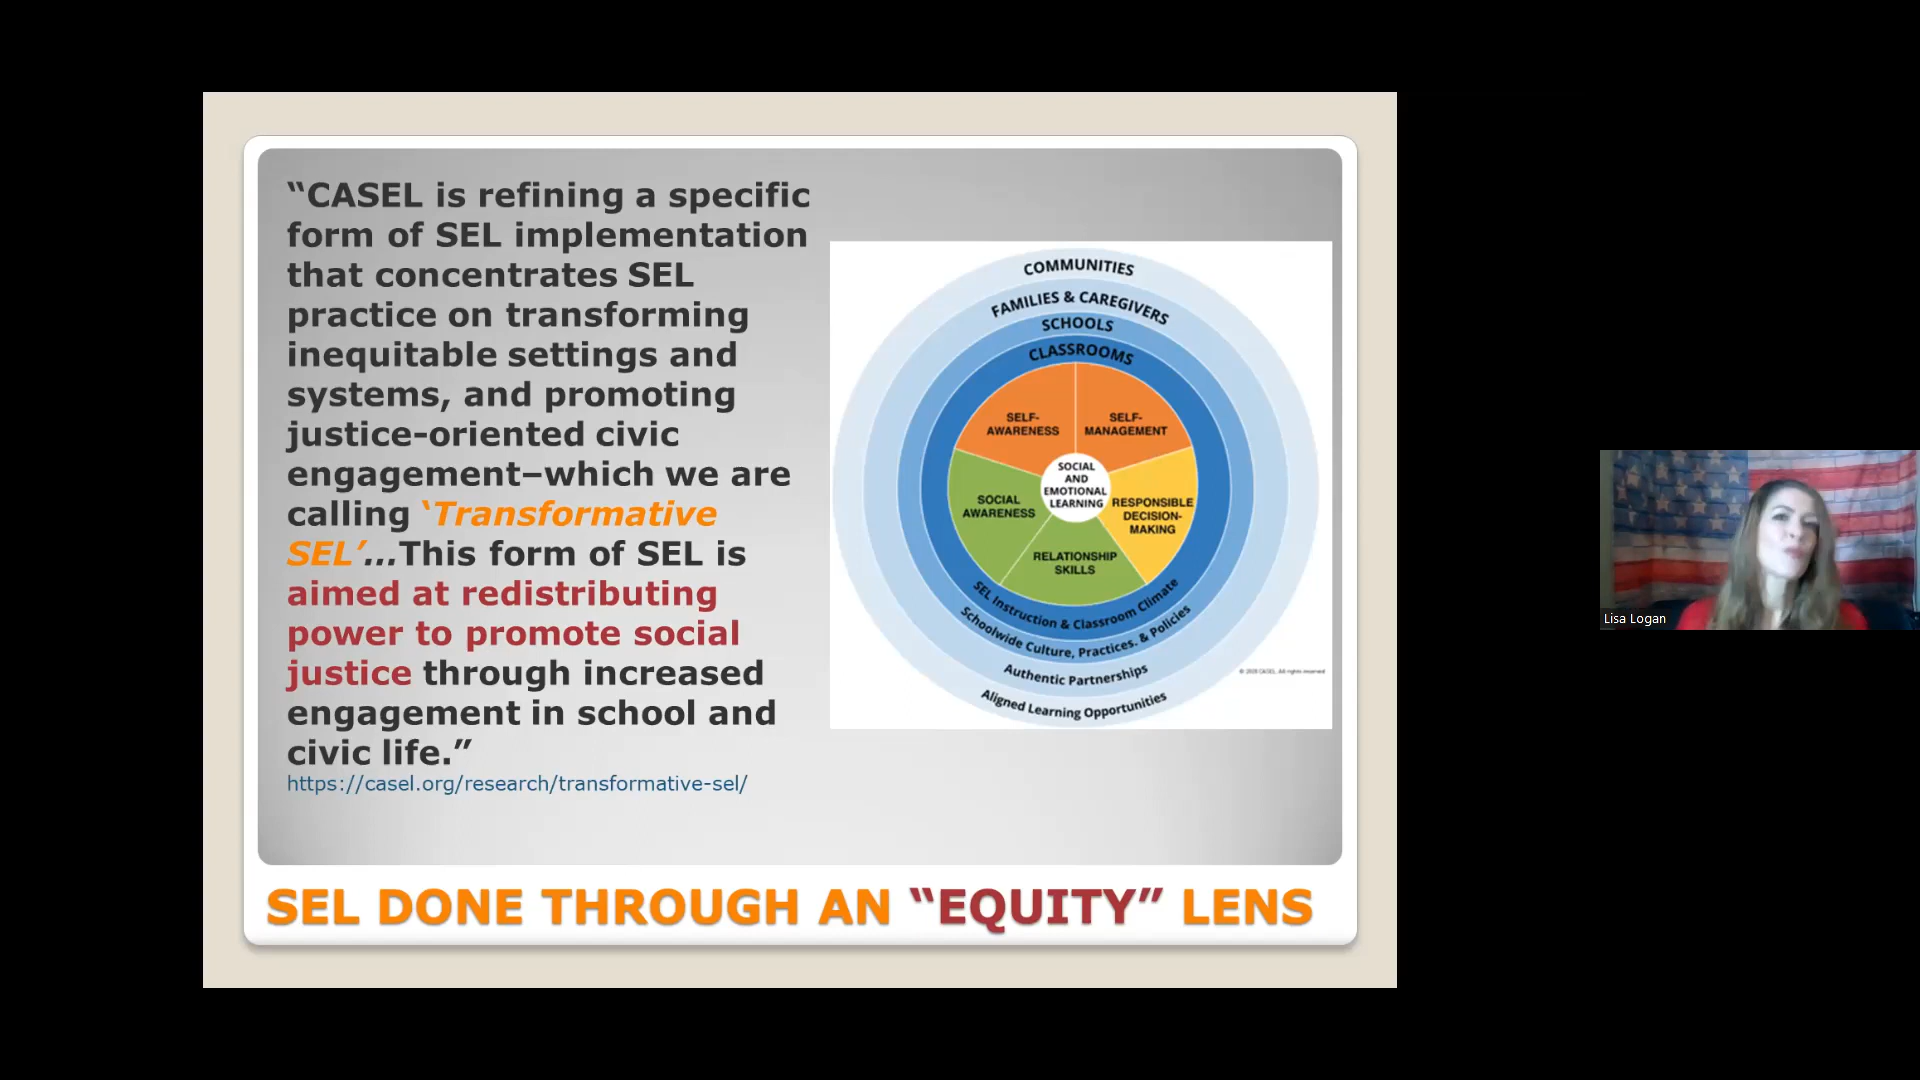 “CASEL is refining a specific
form of SEL implementation
that concentrates SEL
practice on transforming
inequitable settings and
systems, and promoting
justice-oriented civic
engagement–which we are
calling ‘Transformative
SEL’…This form of SEL is
aimed at redistributing
power to promote social
justice through increased
engagement in school and
civic life.”
https://casel.org/research/transformative-sel/
COMMUNITIES
FAMILIES & CAREGIVERS
SCHOOLS
CLASSROOMS
SELF-
AWARENESS
SELF-
MANAGEMENT
SOCIAL
AND
EMOTIONAL
LEARNING
SOCIAL
AWARENESS
RESPONSIBLE
DECISION-
MAKING
RELATIONSHIP
SKILLS
SEL Instruction & Classroom Climate
Schoolwide Culture, Practices, & Policies
Authentic Partnerships
Aligned Learning Opportunities
© 2020 CASEL. All rights reserved
SEL DONE THROUGH AN “EQUITY” LENS
Lisa Logan